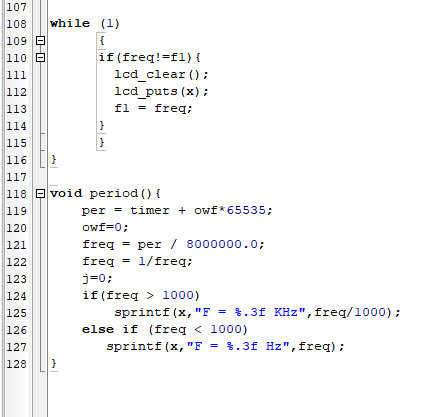 107
108 while (1)
109 {
110 if(freq!=f1){
111 lcd_clear();
112 lcd_puts(x);
113 f1 = freq;
114 }
115 }
116 }
117
118 void period(){
119 per = timer + owf*65535;
120 owf=0;
121 freq = per / 8000000.0;
122 freq = 1/freq;
123 j=0;
124 if(freq > 1000)
125 sprintf(x,"F = %.3f KHz",freq/1000);
126 else if (freq < 1000)
127 sprintf(x,"F = %.3f Hz",freq);
128 }